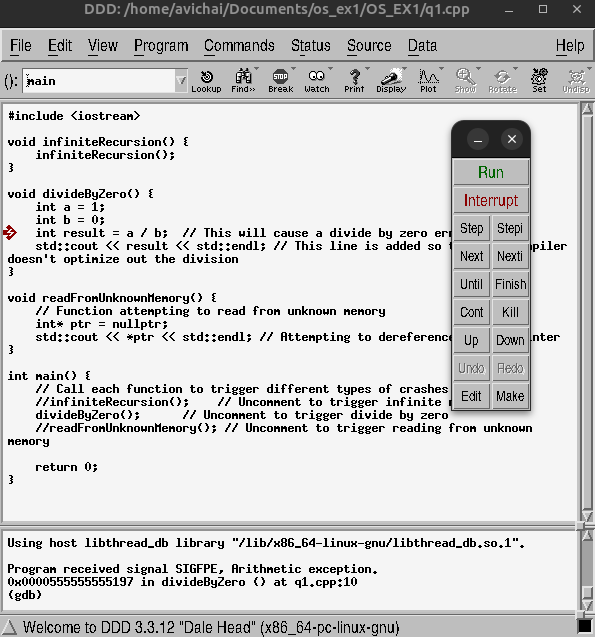 DDD: /home/avichai/Documents/os_ex1/OS_EX1/q1.cpp
File Edit View Program Commands Status Source Data Help
(): main
Lookup Find» Break Watch Print Display Plot Show Rotate Set Undisp
#include <iostream>
void infiniteRecursion() {
infiniteRecursion();
}
void divideByZero() {
int a = 1;
int b = 0;
int result = a / b; // This will cause a divide by zero er
std::cout << result << std::endl; // This line is added so piler
doesn't optimize out the division
}
void readFromUnknownMemory() {
// Function attempting to read from unknown memory
int* ptr = nullptr;
std::cout << *ptr << std::endl; // Attempting to dereference nter
}
int main() {
// Call each function to trigger different types of crashes
//infiniteRecursion(); // Uncomment to trigger infinite
divideByZero(); // Uncomment to trigger divide by zero
//readFromUnknownMemory(); // Uncomment to trigger reading from unknown
memory
return 0;
}
Run
Interrupt
Step Stepi
Next Nexti
Until Finish
Cont Kill
Up Down
Undo Redo
Edit Make
Using host libthread_db library "/lib/x86_64-linux-gnu/libthread_db.so.1".
Program received signal SIGFPE, Arithmetic exception.
0x0000555555555197 in divideByZero () at q1.cpp:10
(gdb)
Welcome to DDD 3.3.12 "Dale Head" (x86_64-pc-linux-gnu)